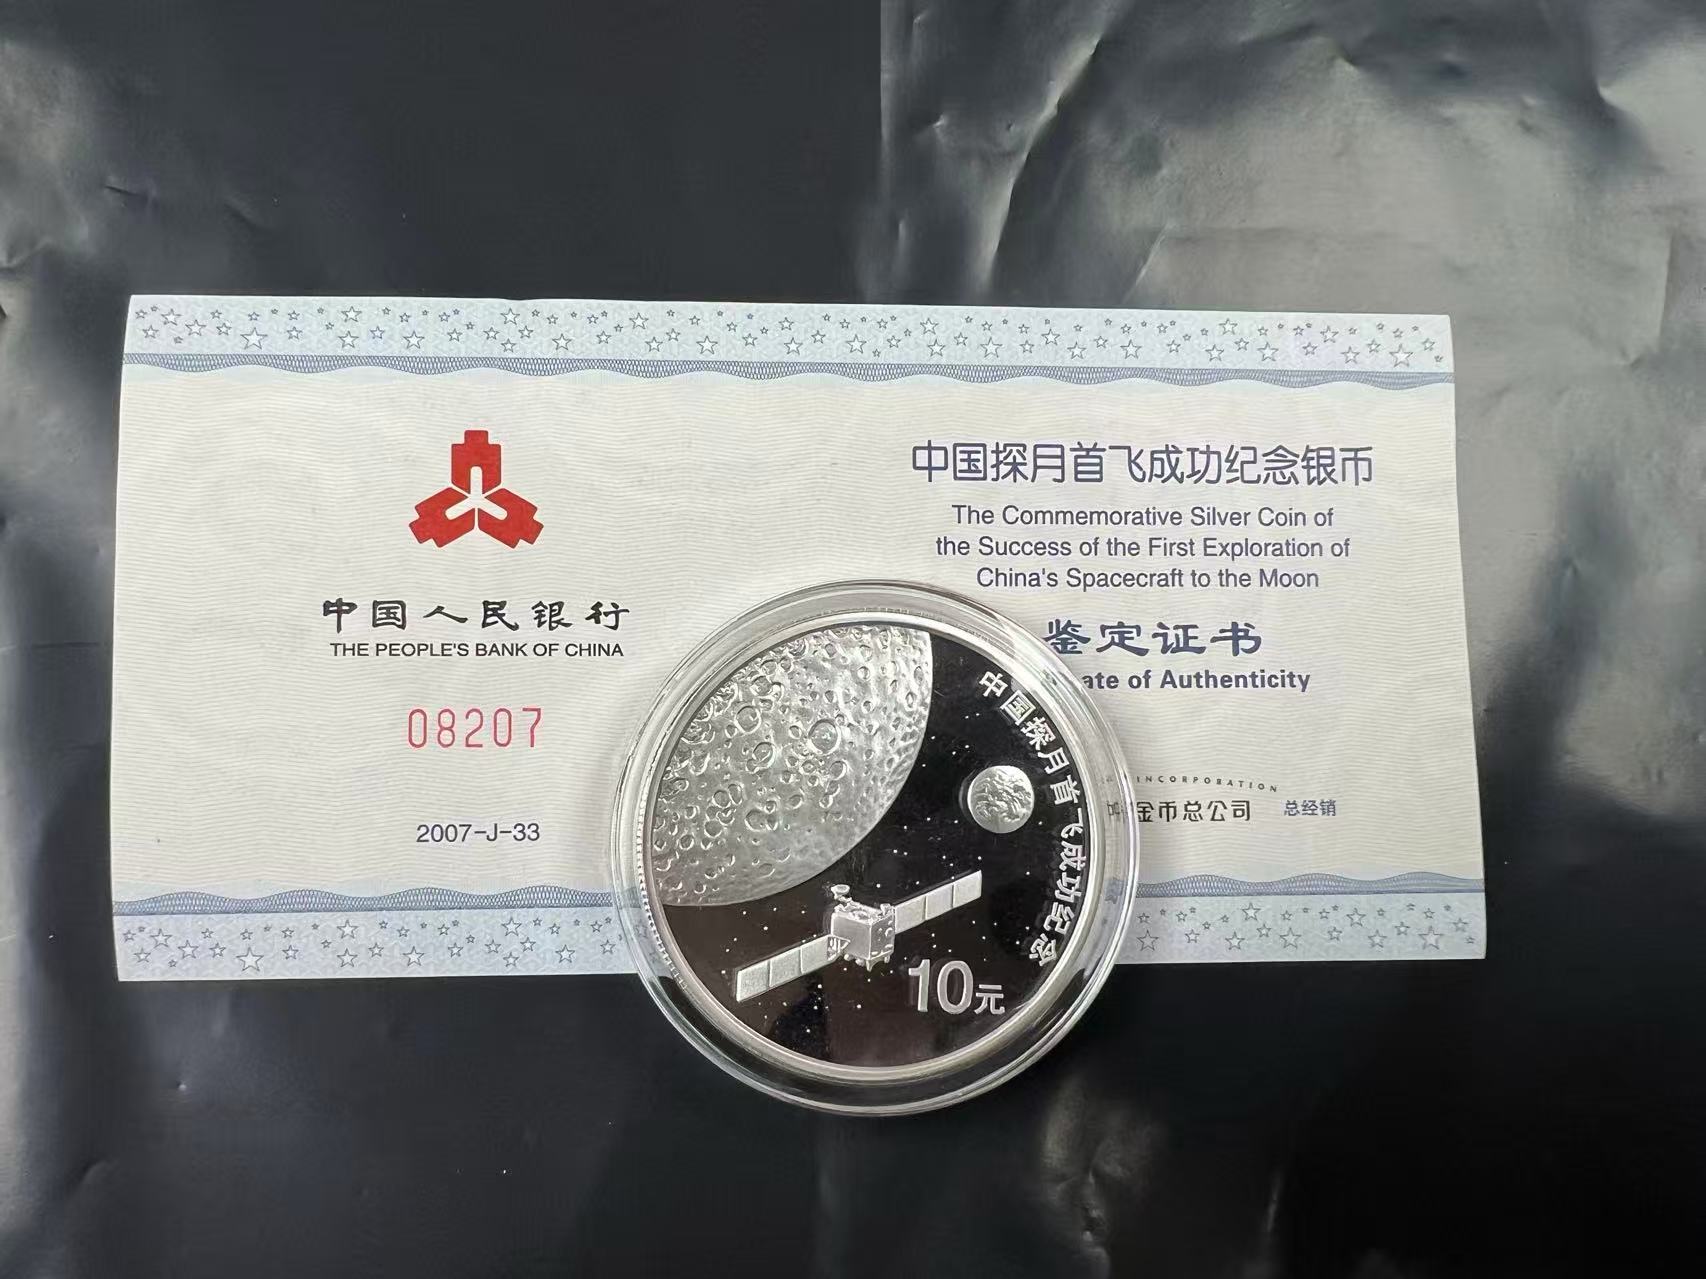 中国人民银行
THE PEOPLE'S BANK OF CHINA
08207
2007-J-33
中国探月首飞成功纪念银币
The Commemorative Silver Coin of
the Success of the First Exploration of
China's Spacecraft to the Moon
鉴定证书
of Authenticity
INCORPORATION
金币总公司 总经销
中国探月首飞成功纪念
10元